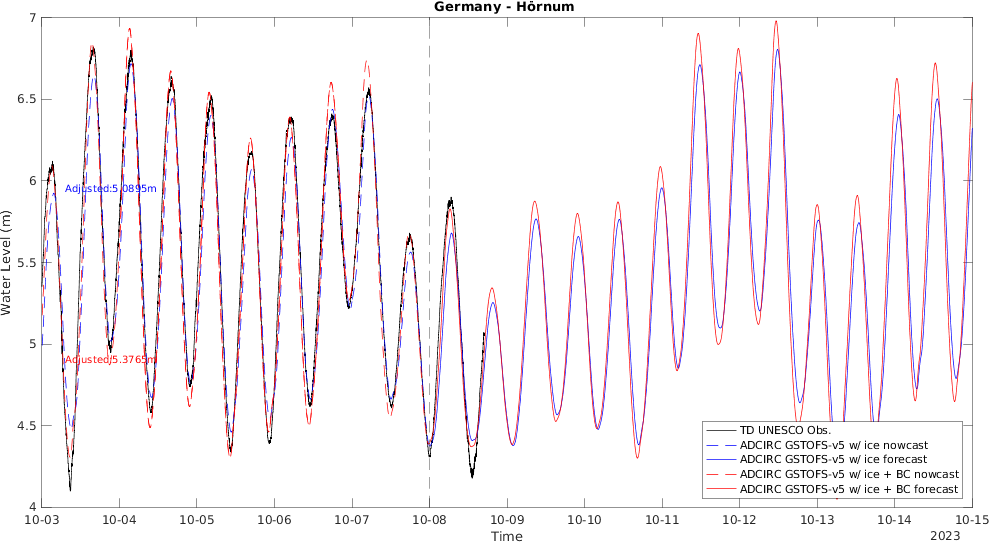 Germany - Hörnum
Water Level (m)
7
6.5
6
5.5
5
4.5
4
Adjusted:5.0895m
Adjusted:5.3765m
TD UNESCO Obs.
ADCIRC GSTOFS-v5 w/ ice nowcast
ADCIRC GSTOFS-v5 w/ ice forecast
ADCIRC GSTOFS-v5 w/ ice + BC nowcast
ADCIRC GSTOFS-v5 w/ ice + BC forecast
10-03 10-04 10-05 10-06 10-07 10-08 10-09 10-10 10-11 10-12 10-13 10-14 10-15
Time
2023